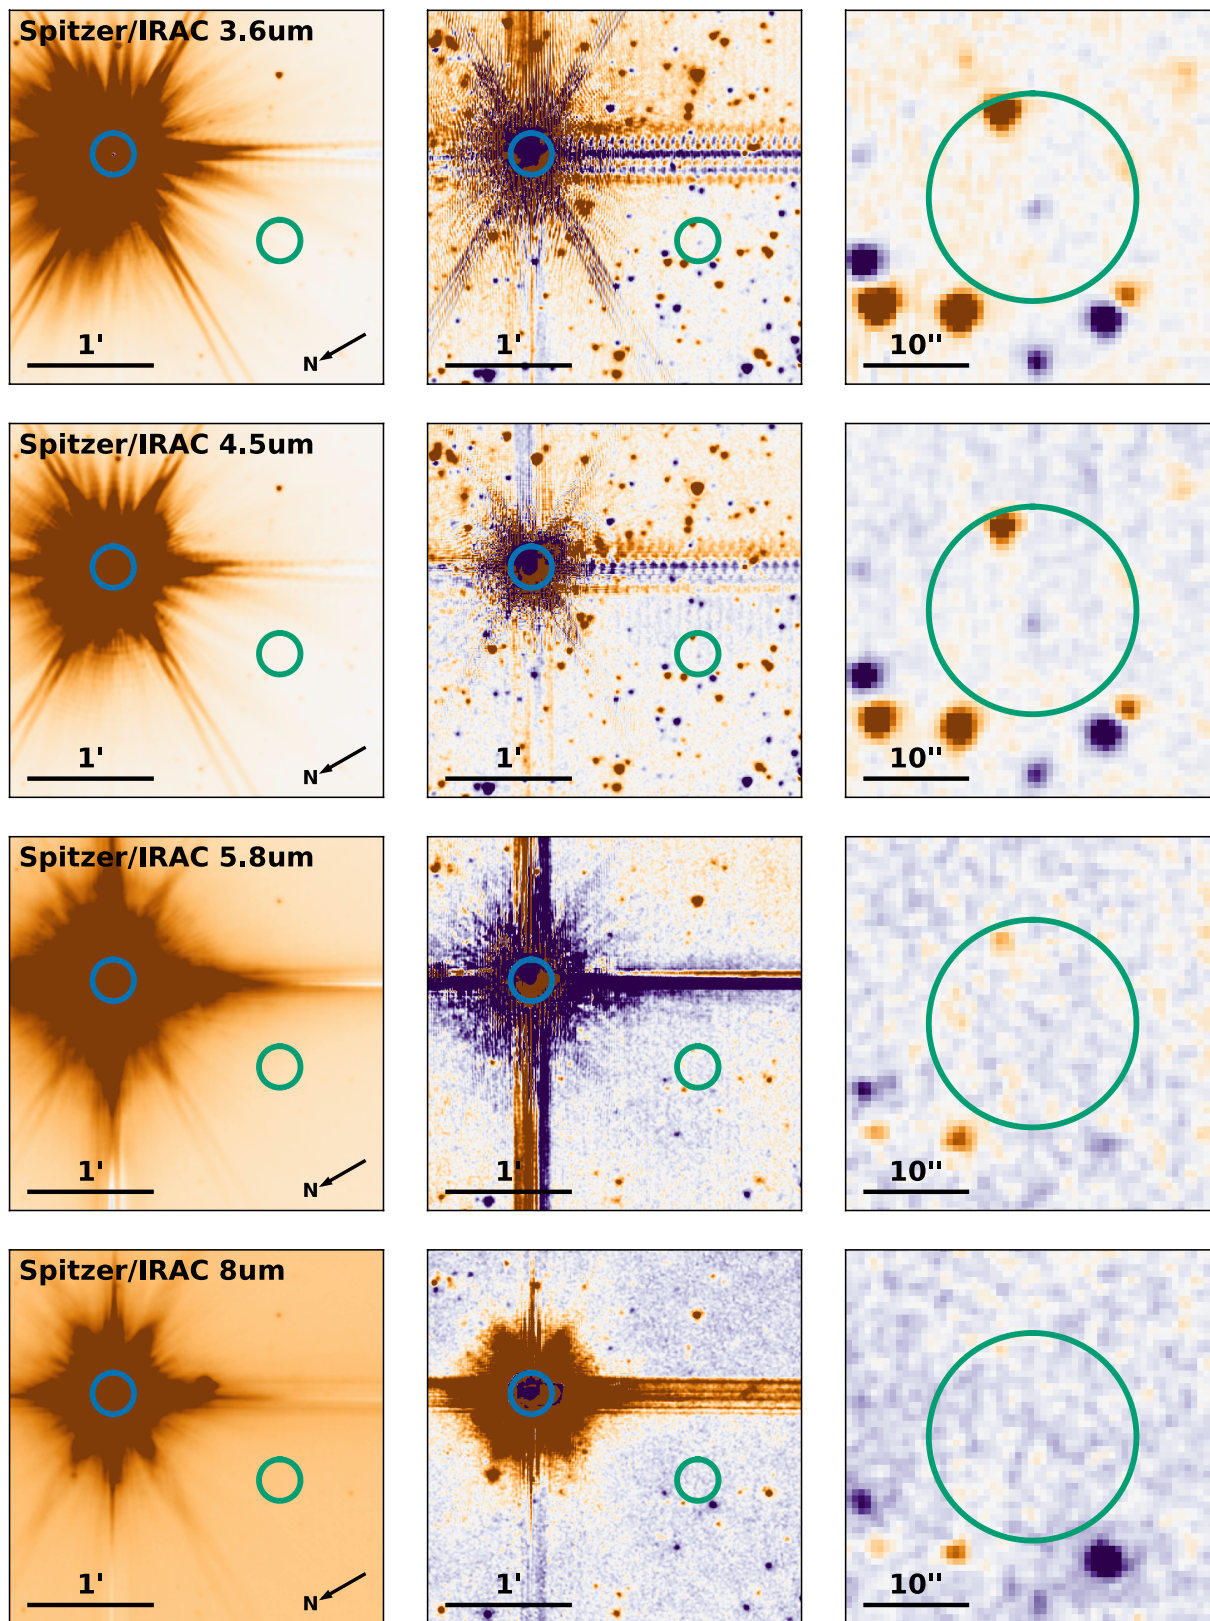 Spitzer/IRAC 3.6um
1'
N
1'
10"
Spitzer/IRAC 4.5um
1'
N
1'
10"
Spitzer/IRAC 5.8um
1'
N
1'
10"
Spitzer/IRAC 8um
1'
N
1'
10"